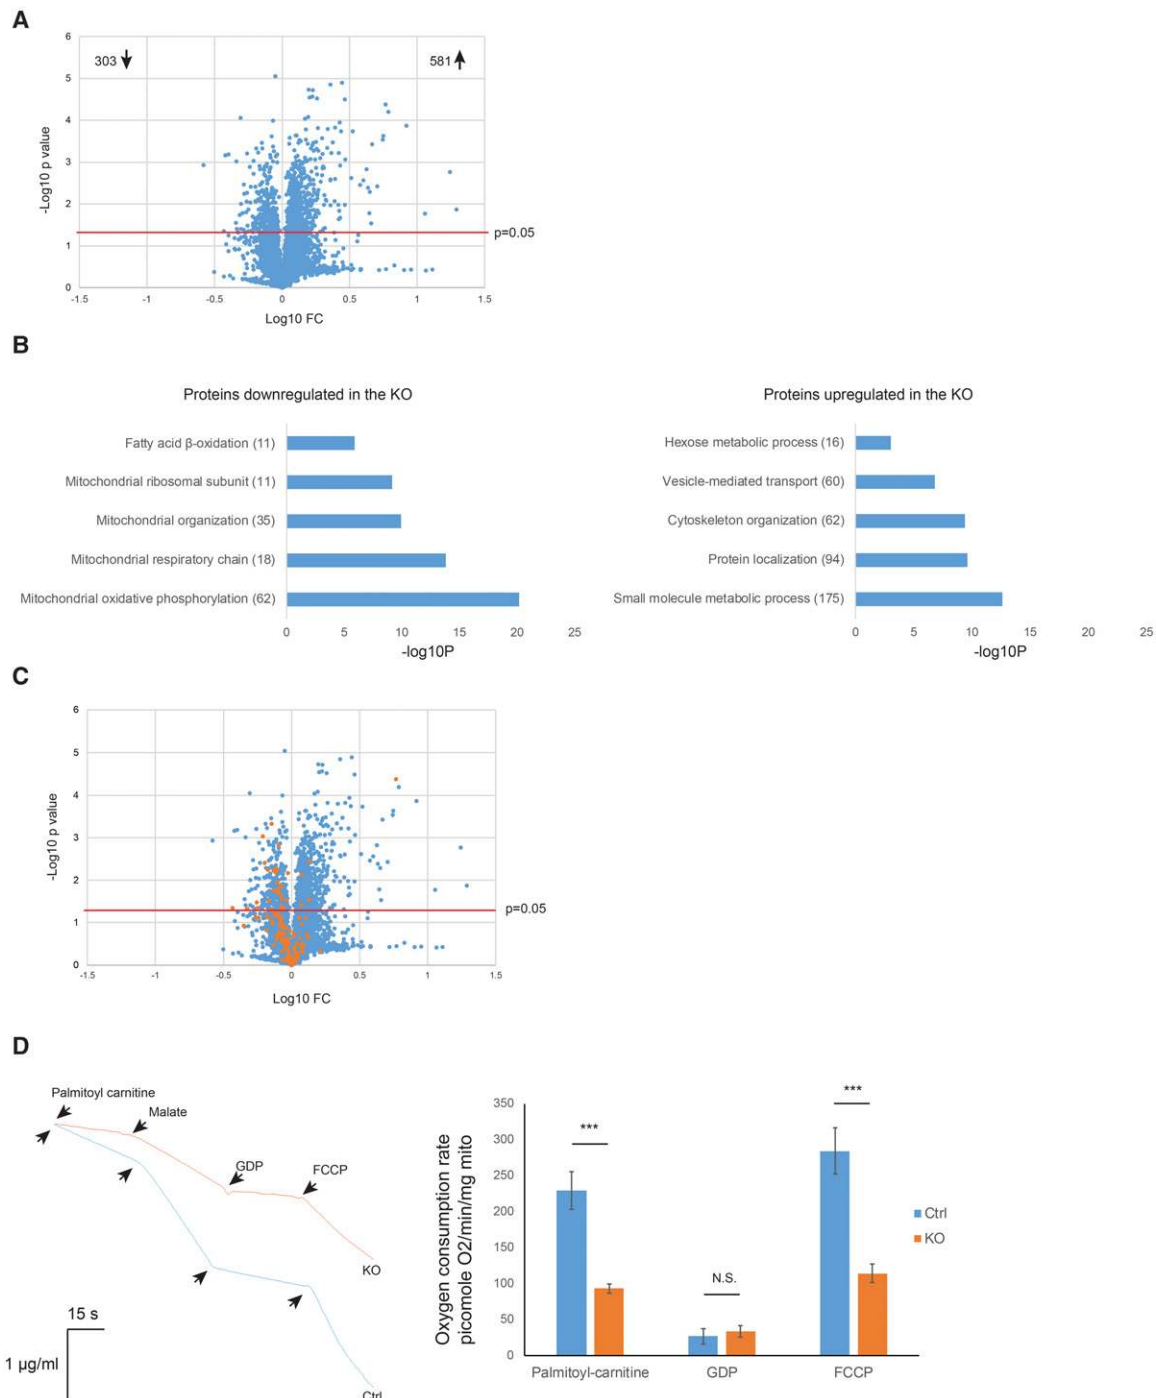 A
6
303
581
5
4
3
2
1
0
-Log10 p value
p=0.05
-1.5 -1 -0.5 0 0.5 1 1.5
Log10 FC
B
Proteins downregulated in the KO
Fatty acid β-oxidation (11)
Mitochondrial ribosomal subunit (11)
Mitochondrial organization (35)
Mitochondrial respiratory chain (18)
Mitochondrial oxidative phosphorylation (62)
0 5 10 15 20 25
-log10P
Proteins upregulated in the KO
Hexose metabolic process (16)
Vesicle-mediated transport (60)
Cytoskeleton organization (62)
Protein localization (94)
Small molecule metabolic process (175)
0 5 10 15 20 25
-log10P
C
6
5
4
3
2
1
0
-Log10 p value
p=0.05
-1.5 -1 -0.5 0 0.5 1 1.5
Log10 FC
D
Palmitoyl carnitine
Malate
GDP
FCCP
KO
15 s
1 µg/ml
Ctrl
Oxygen consumption rate
picomole O2/min/mg mito
350
300
250
200
150
100
50
0
***
N.S.
***
Ctrl
KO
Palmitoyl-carnitine GDP FCCP